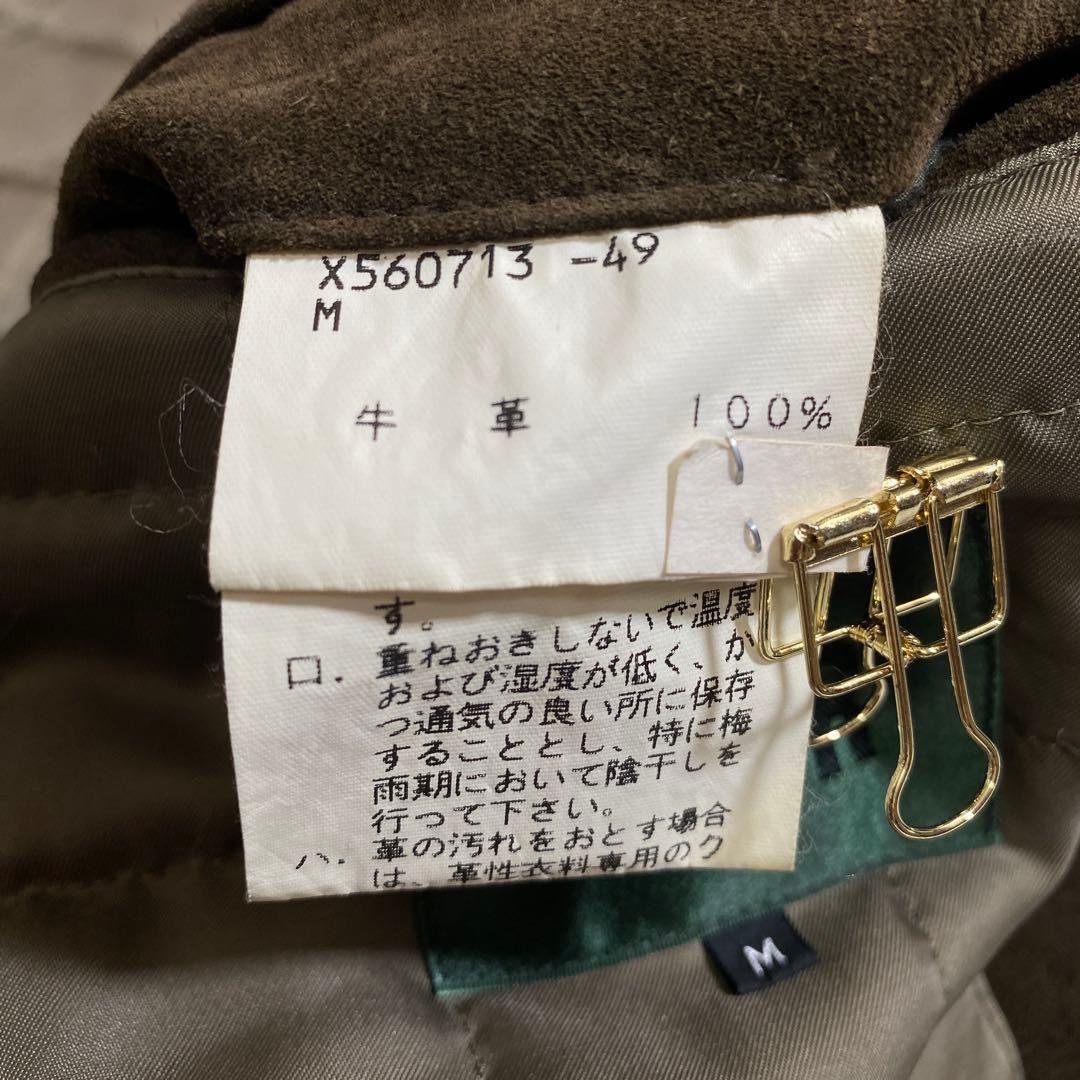 X560713 -49
M
牛 革 100%
す。
ロ. 重ねおきしないで温度
および湿度が低く、か
つ通気の良い所に保存
することとし、特に梅
雨期において陰干しを
行って下さい。
ハ. 革の汚れをおとす場合
は、革性衣料専用のク
M